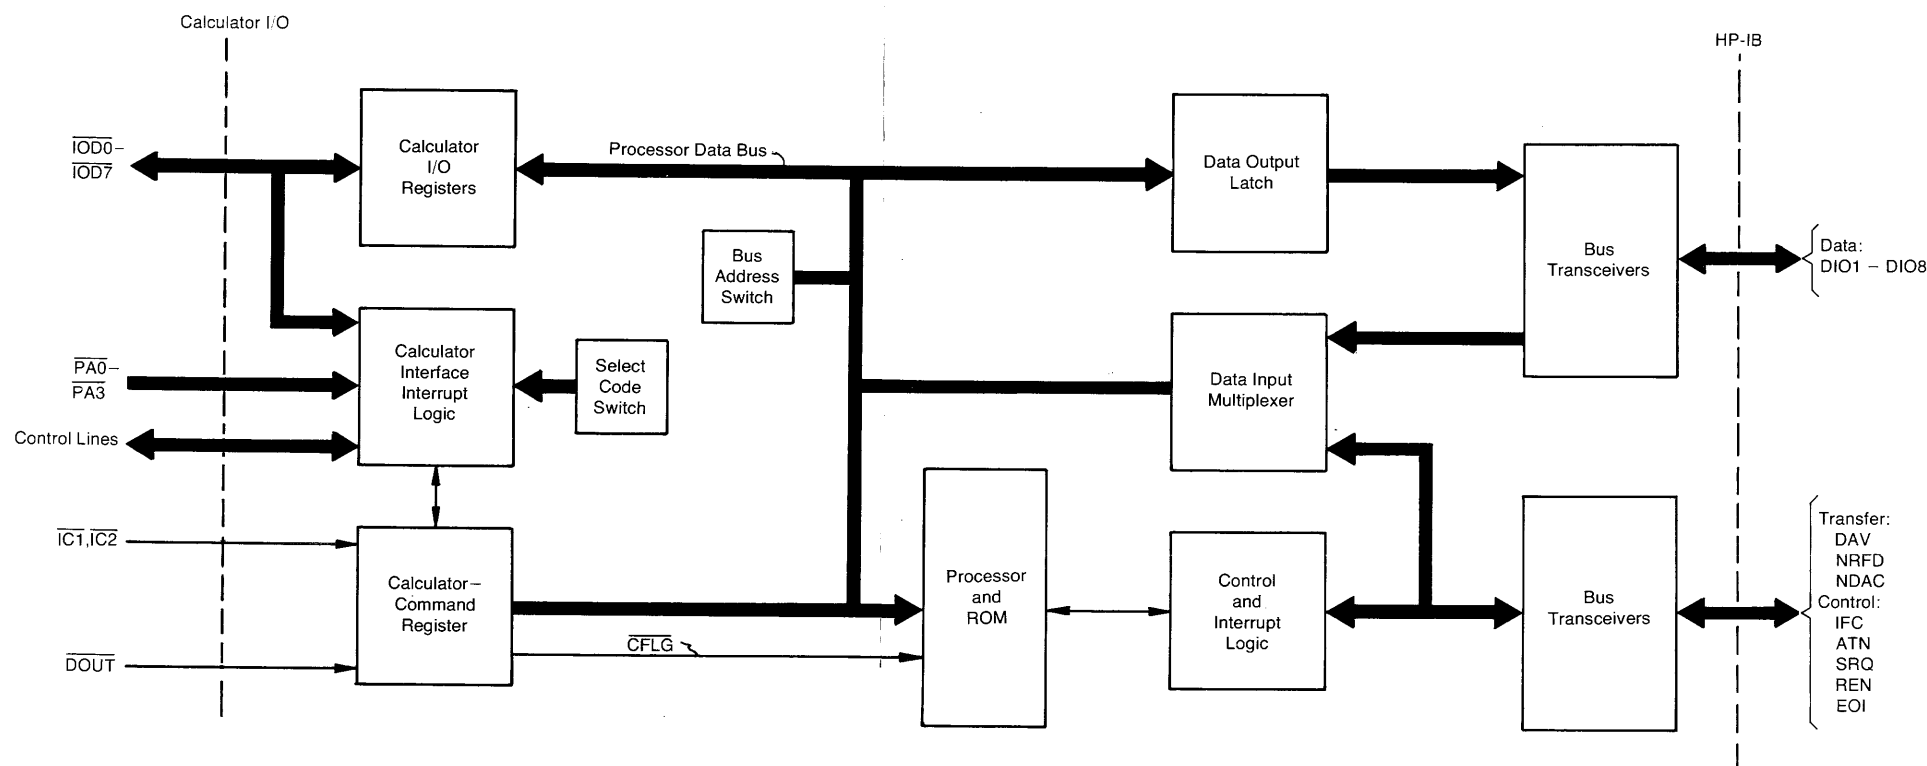 Calculator I/O
HP-IB
IOD0–
IOD7
Calculator
I/O
Registers
Processor Data Bus
Data Output
Latch
Bus
Transceivers
Data:
DIO1 – DIO8
Bus
Address
Switch
PA0–
PA3
Control Lines
Calculator
Interface
Interrupt
Logic
Select
Code
Switch
Data Input
Multiplexer
IC1,IC2
DOUT
Calculator–
Command
Register
CFLG
Processor
and
ROM
Control
and
Interrupt
Logic
Bus
Transceivers
Transfer:
DAV
NRFD
NDAC
Control:
IFC
ATN
SRQ
REN
EOI